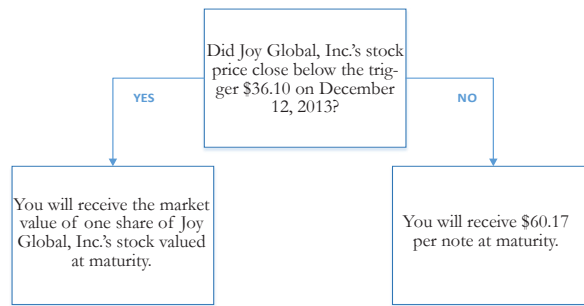 Did Joy Global, Inc.'s stock
price close below the trig-
ger $36.10 on December
12, 2013?
YES
NO
You will receive the market
value of one share of Joy
Global, Inc.'s stock valued
at maturity.
You will receive $60.17
per note at maturity.